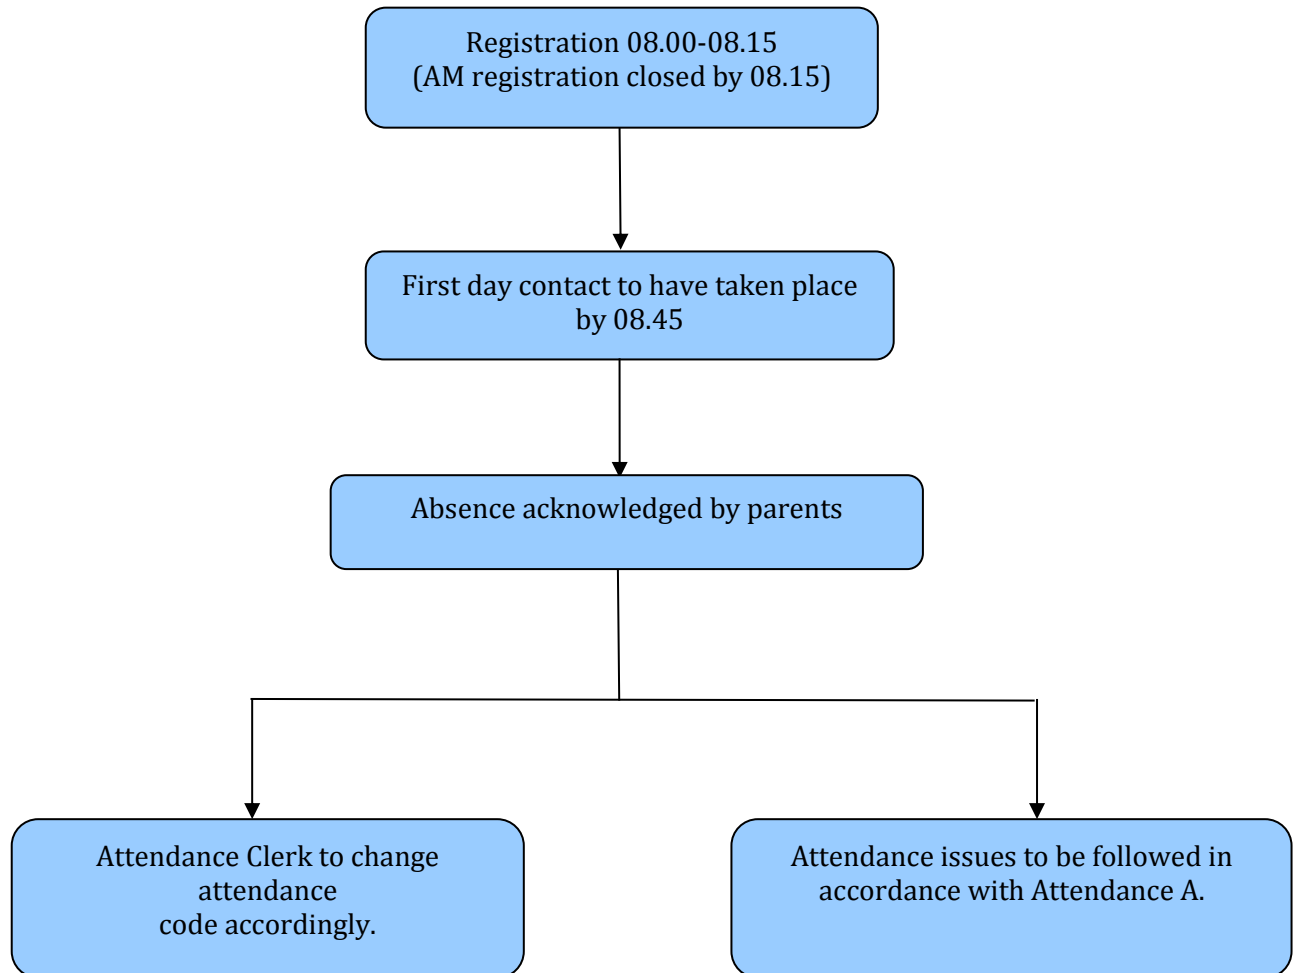 Registration 08.00-08.15
(AM registration closed by 08.15)
First day contact to have taken place
by 08.45
Absence acknowledged by parents
Attendance Clerk to change
attendance
code accordingly.
Attendance issues to be followed in
accordance with Attendance A.